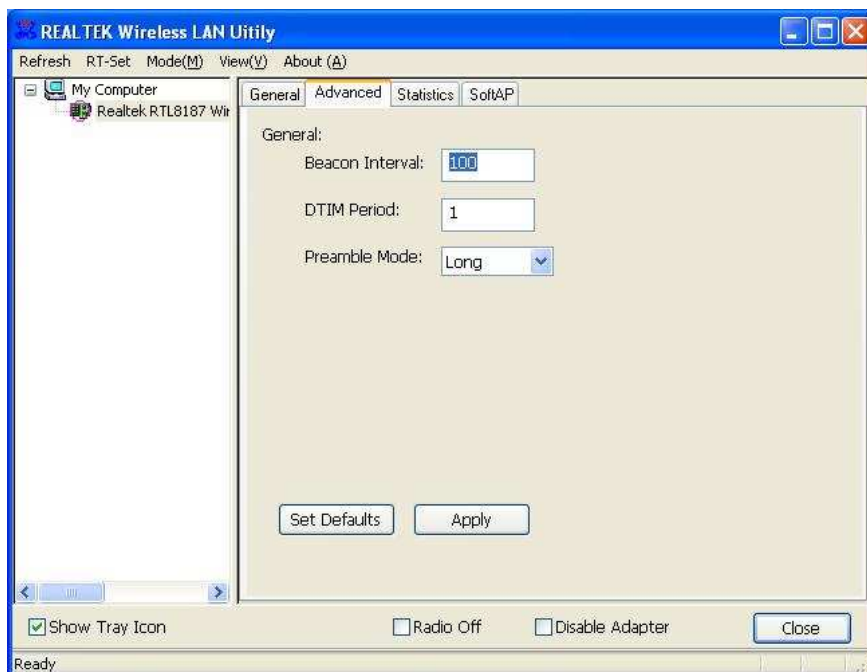 REALTEK Wireless LAN Uitily
Refresh RT-Set Mode(M) View(V) About (A)
My Computer
Realtek RTL8187 Wir
General Advanced Statistics SoftAP
General:
Beacon Interval: 100
DTIM Period: 1
Preamble Mode: Long
Set Defaults Apply
Show Tray Icon Radio Off Disable Adapter Close
Ready